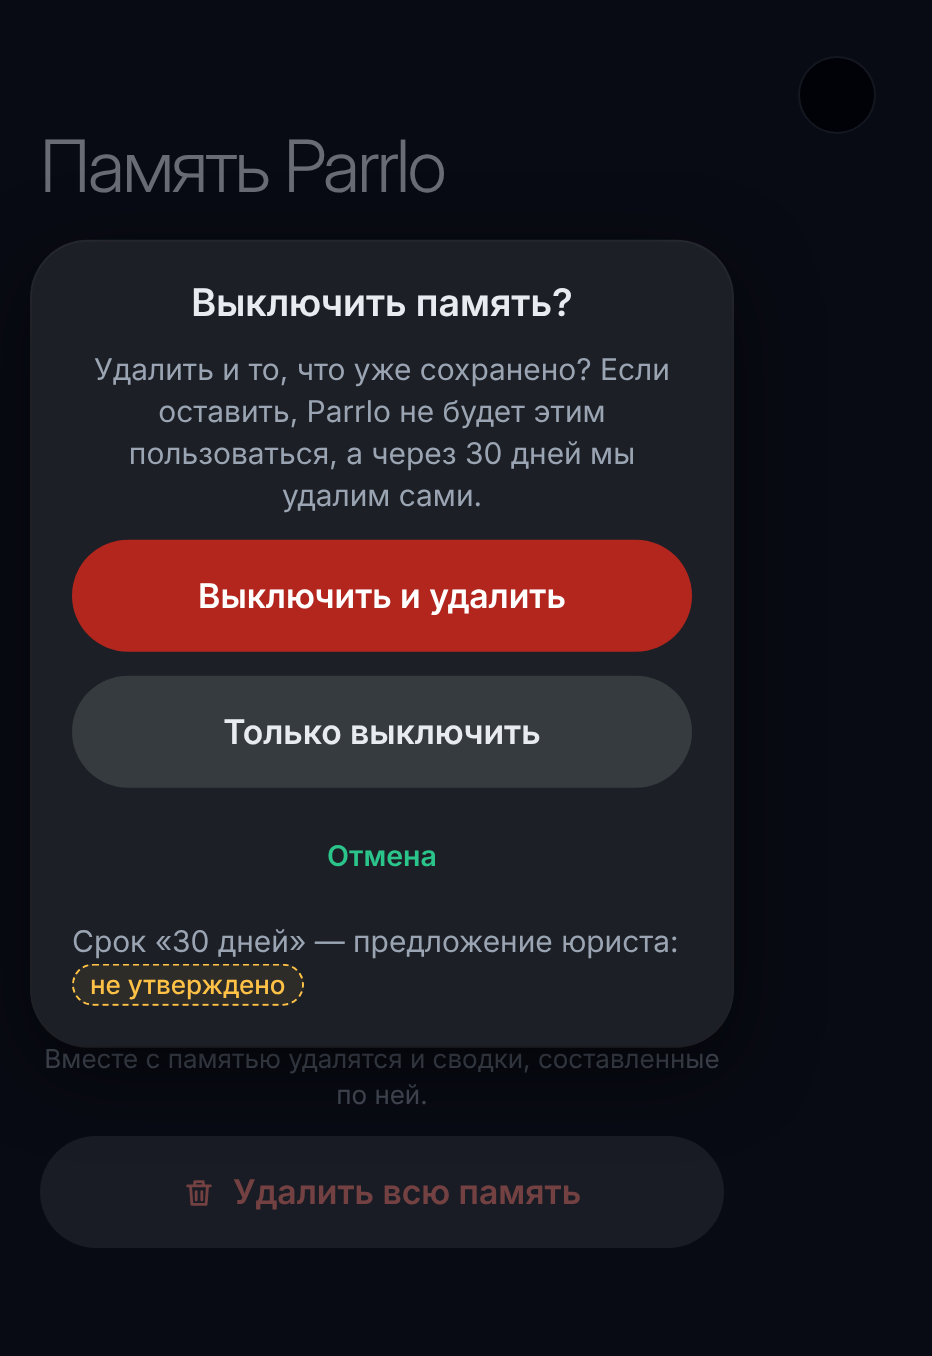 Память Parrlo
Выключить память?
Удалить и то, что уже сохранено? Если
оставить, Parrlo не будет этим
пользоваться, а через 30 дней мы
удалим сами.
Выключить и удалить
Только выключить
Отмена
Срок «30 дней» — предложение юриста:
не утверждено
Вместе с памятью удалятся и сводки, составленные
по ней.
Удалить всю память